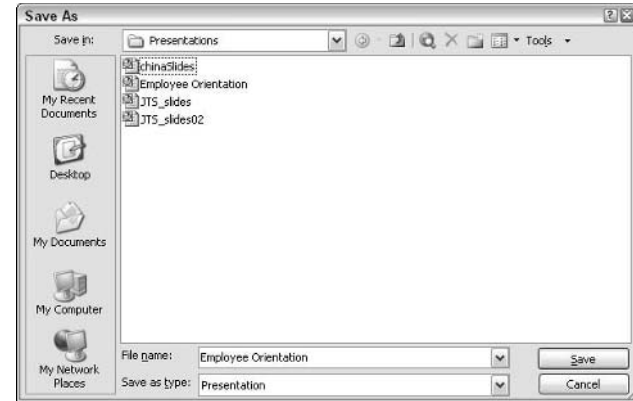 Save As
Save in: Presentations Tools
chinaSlides
Employee Orientation
JTS_slides
JTS_slides02
My Recent
Documents
Desktop
My Documents
My Computer
My Network
Places
File name: Employee Orientation Save
Save as type: Presentation Cancel